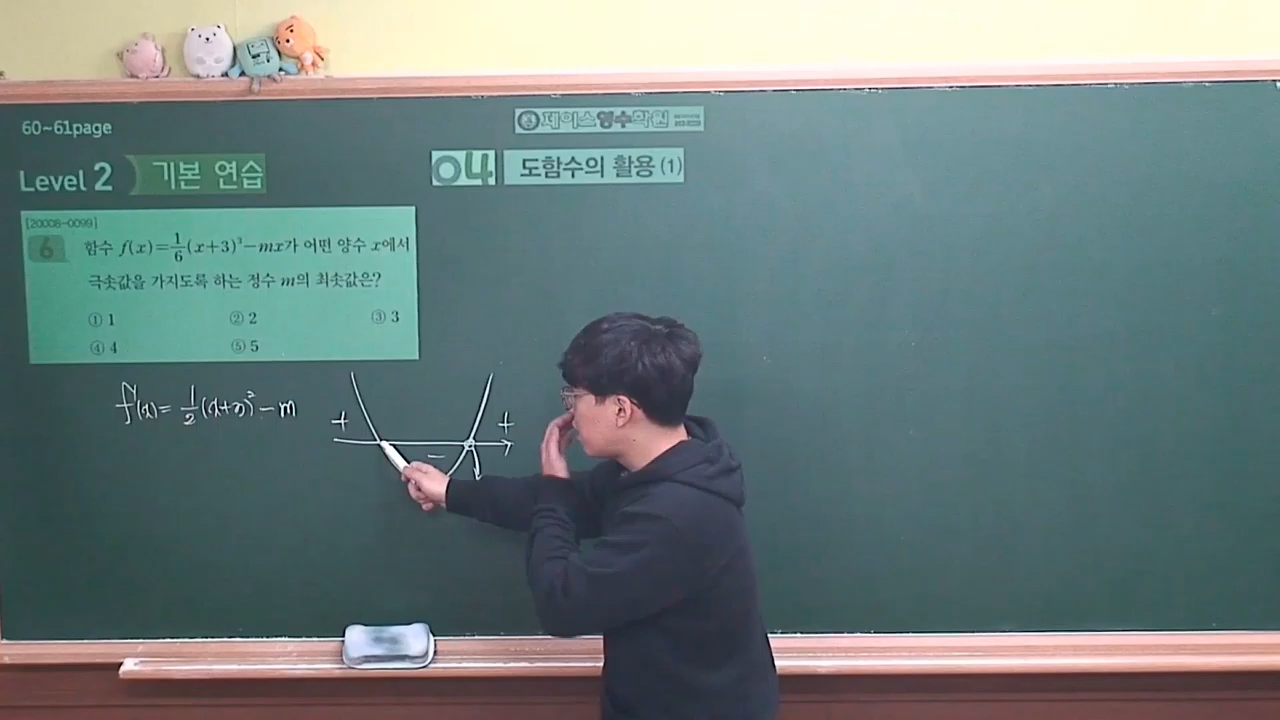 60~61page
제이스영수학원
Level 2 기본 연습
04 도함수의 활용 (1)
[20008-0099]
6 함수 f(x)=1/6(x+3)³-mx가 어떤 양수 x에서
극솟값을 가지도록 하는 정수 m의 최솟값은?
① 1 ② 2 ③ 3
④ 4 ⑤ 5
f'(x)= 1/2(x+3)² - m
+ - +